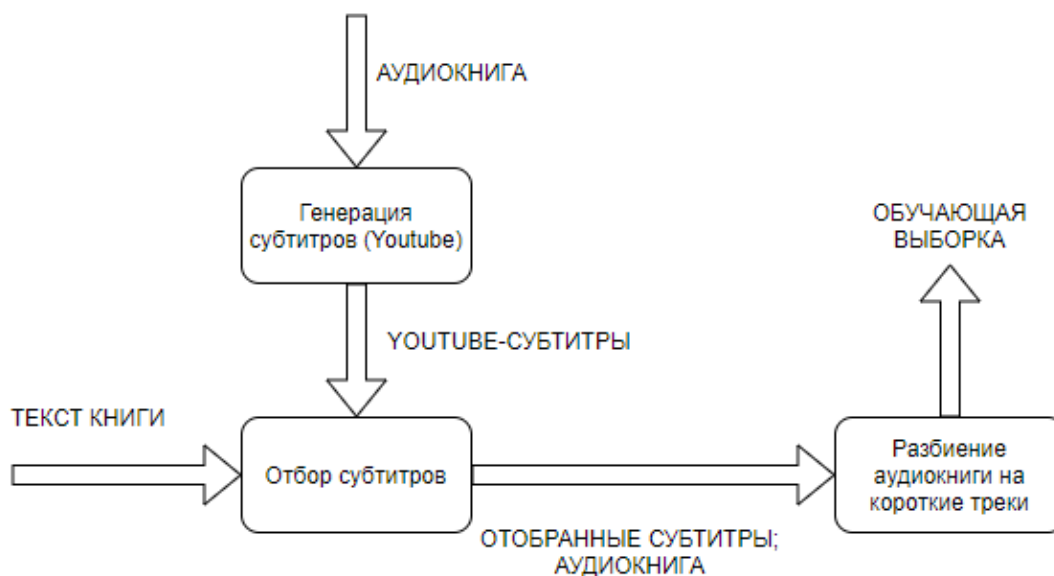 АУДИОКНИГА
Генерация
субтитров (Youtube)
ОБУЧАЮЩАЯ
ВЫБОРКА
YOUTUBE-СУБТИТРЫ
ТЕКСТ КНИГИ
Отбор субтитров
Разбиение
аудиокниги на
короткие треки
ОТОБРАННЫЕ СУБТИТРЫ;
АУДИОКНИГА